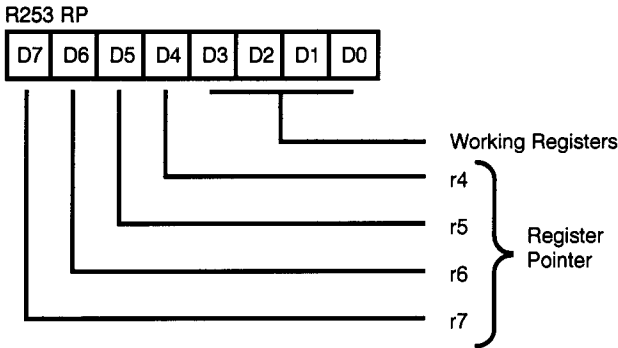 R253 RP
D7 D6 D5 D4 D3 D2 D1 D0
Working Registers
r4
r5
Register
Pointer
r6
r7